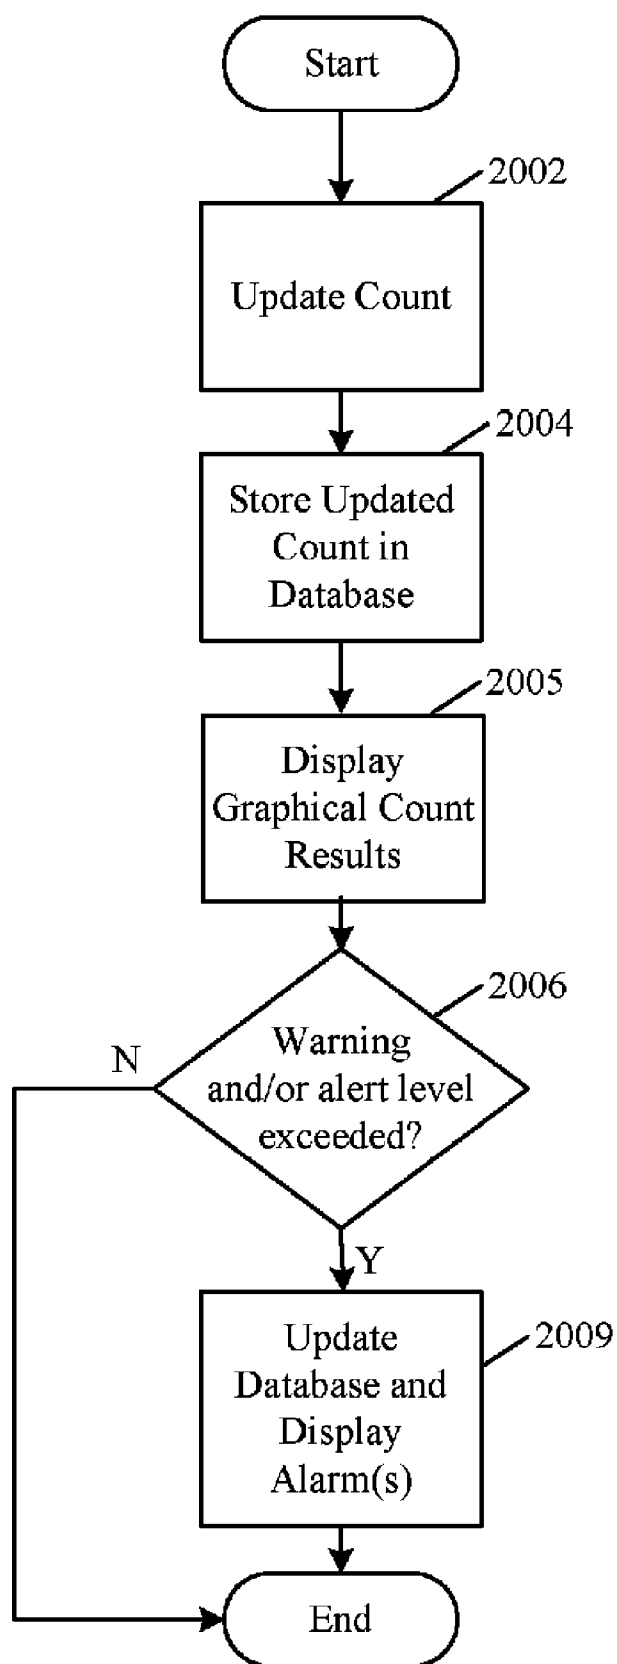 Start
2002
Update Count
2004
Store Updated
Count in
Database
2005
Display
Graphical Count
Results
2006
Warning
and/or alert level
exceeded?
N
Y
2009
Update
Database and
Display
Alarm(s)
End